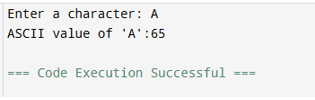 Enter a character: A
ASCII value of 'A':65
=== Code Execution Successful ===